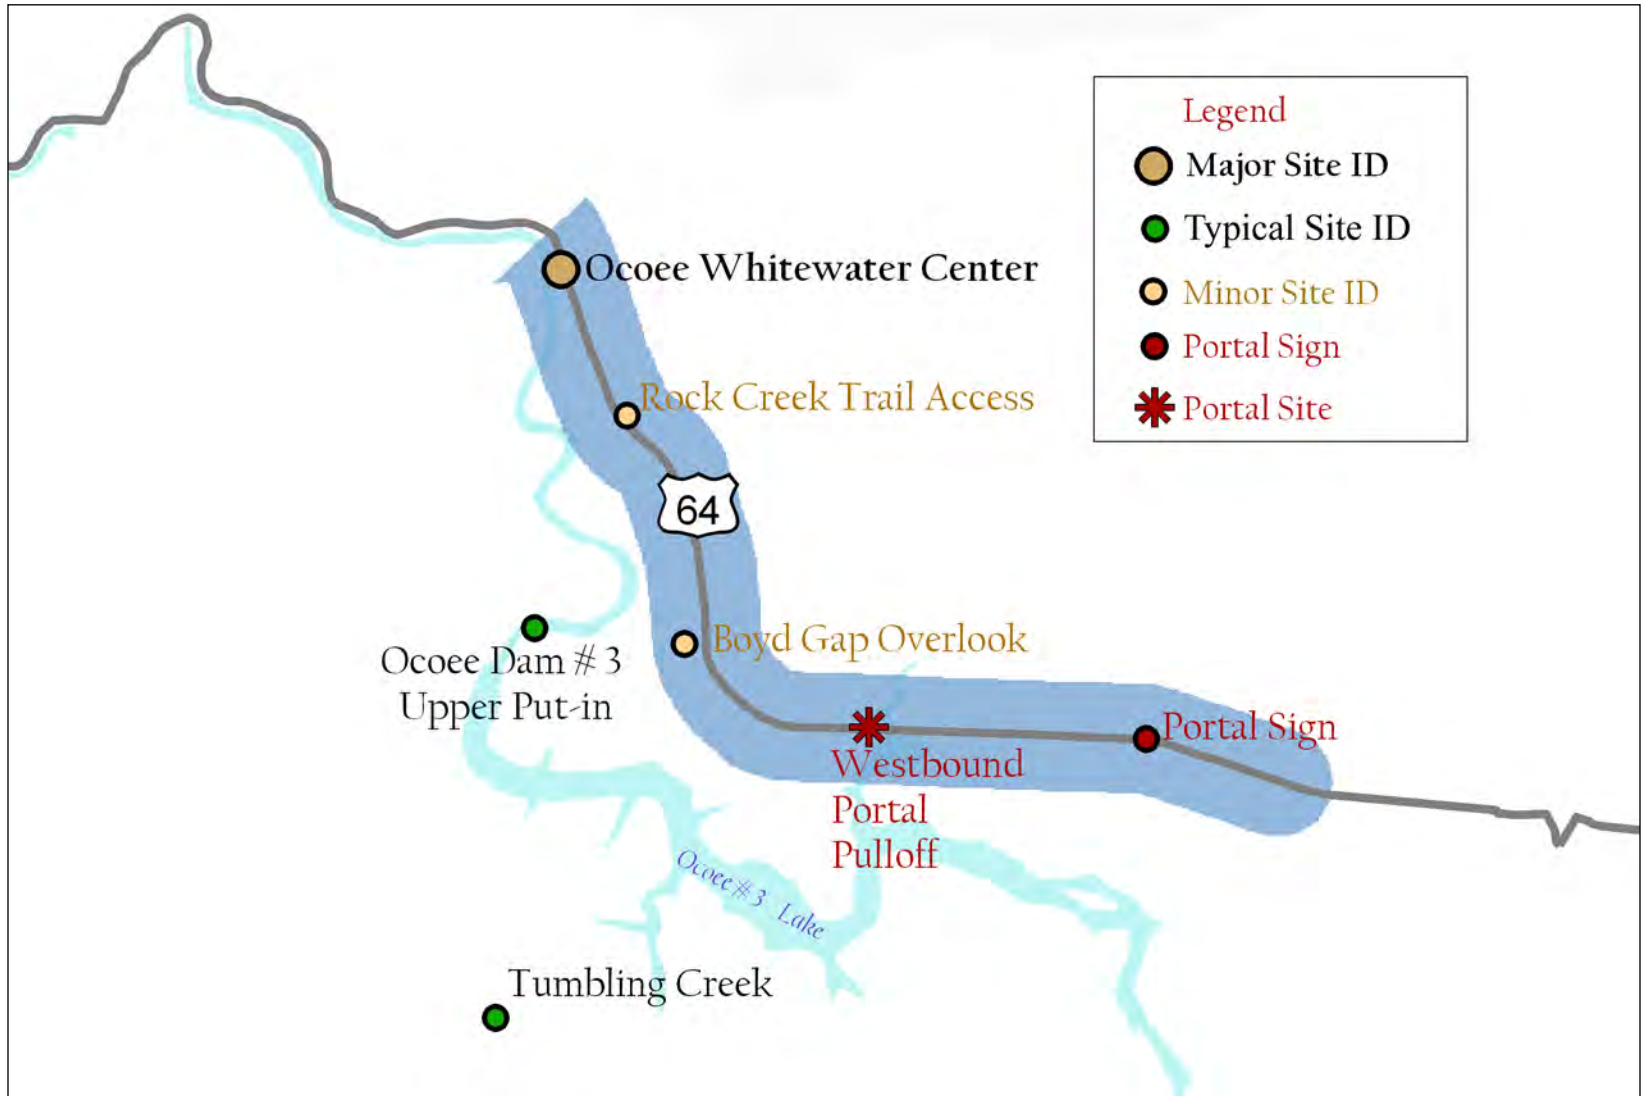 Legend
Major Site ID
Typical Site ID
Minor Site ID
Portal Sign
Portal Site
Ocoee Whitewater Center
Rock Creek Trail Access
64
Boyd Gap Overlook
Ocoee Dam #3
Upper Put-in
Portal Sign
Westbound
Portal
Pulloff
Ocoee #3 Lake
Tumbling Creek